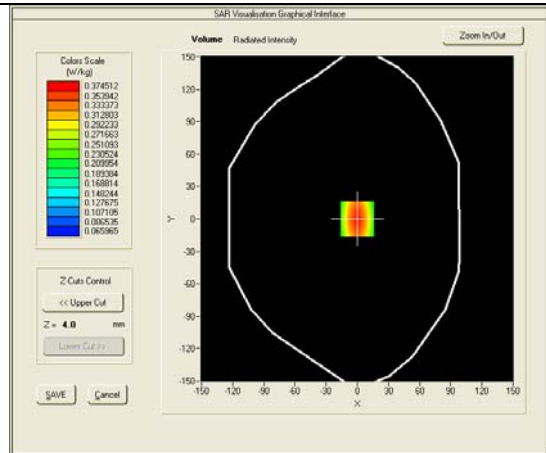 SAR Visualisation Graphical Interface
Volume Radiated Intensity
Zoom In/Out
Colors Scale
(W/kg)
0.374512
0.353942
0.333373
0.312803
0.292233
0.271663
0.251093
0.230524
0.209954
0.189384
0.168814
0.148244
0.127675
0.107105
0.086535
0.065965
150
120
90
60
30
0
-30
-60
-90
-120
-150
Y
-150 -120 -90 -60 -30 0 30 60 90 120 150
X
Z Cuts Control
<< Upper Cut
Z = 4.0 mm
Lower Cut >>
SAVE
Cancel